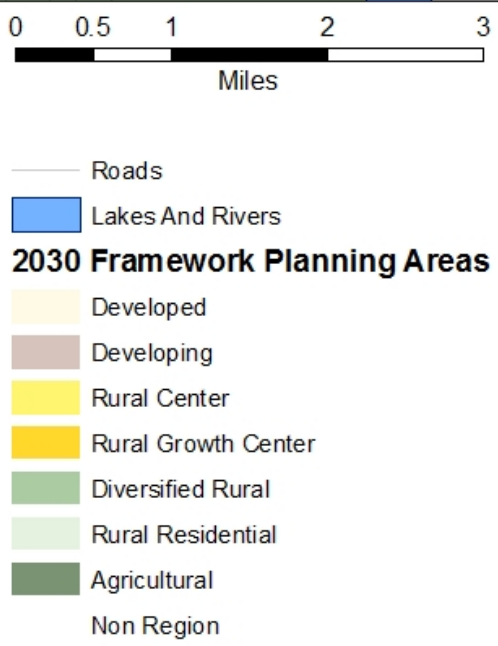 0 0.5 1 2 3
Miles
Roads
Lakes And Rivers
2030 Framework Planning Areas
Developed
Developing
Rural Center
Rural Growth Center
Diversified Rural
Rural Residential
Agricultural
Non Region